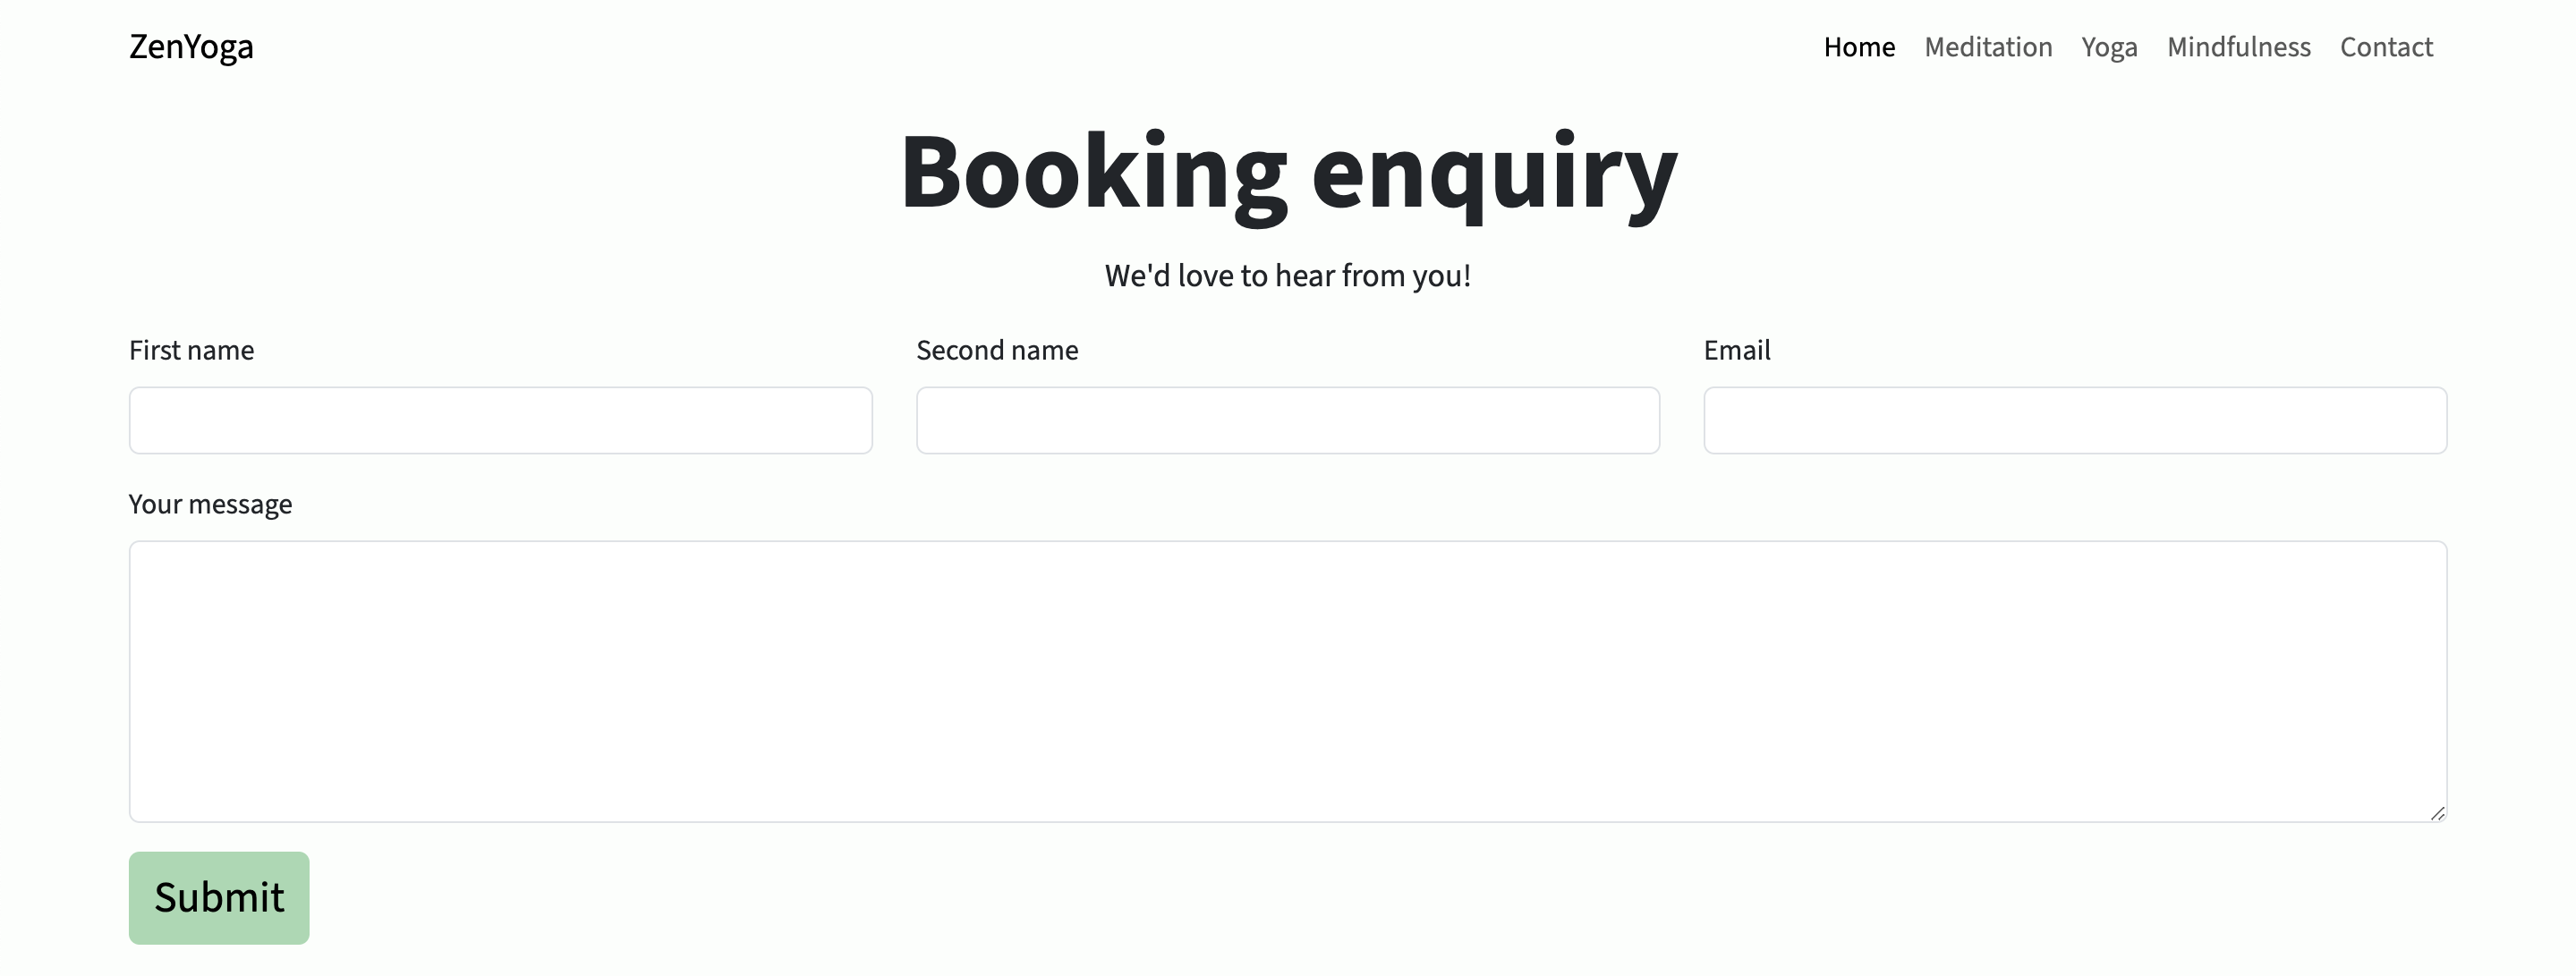 ZenYoga Home Meditation Yoga Mindfulness Contact
Booking enquiry
We'd love to hear from you!
First name Second name Email
Your message
Submit